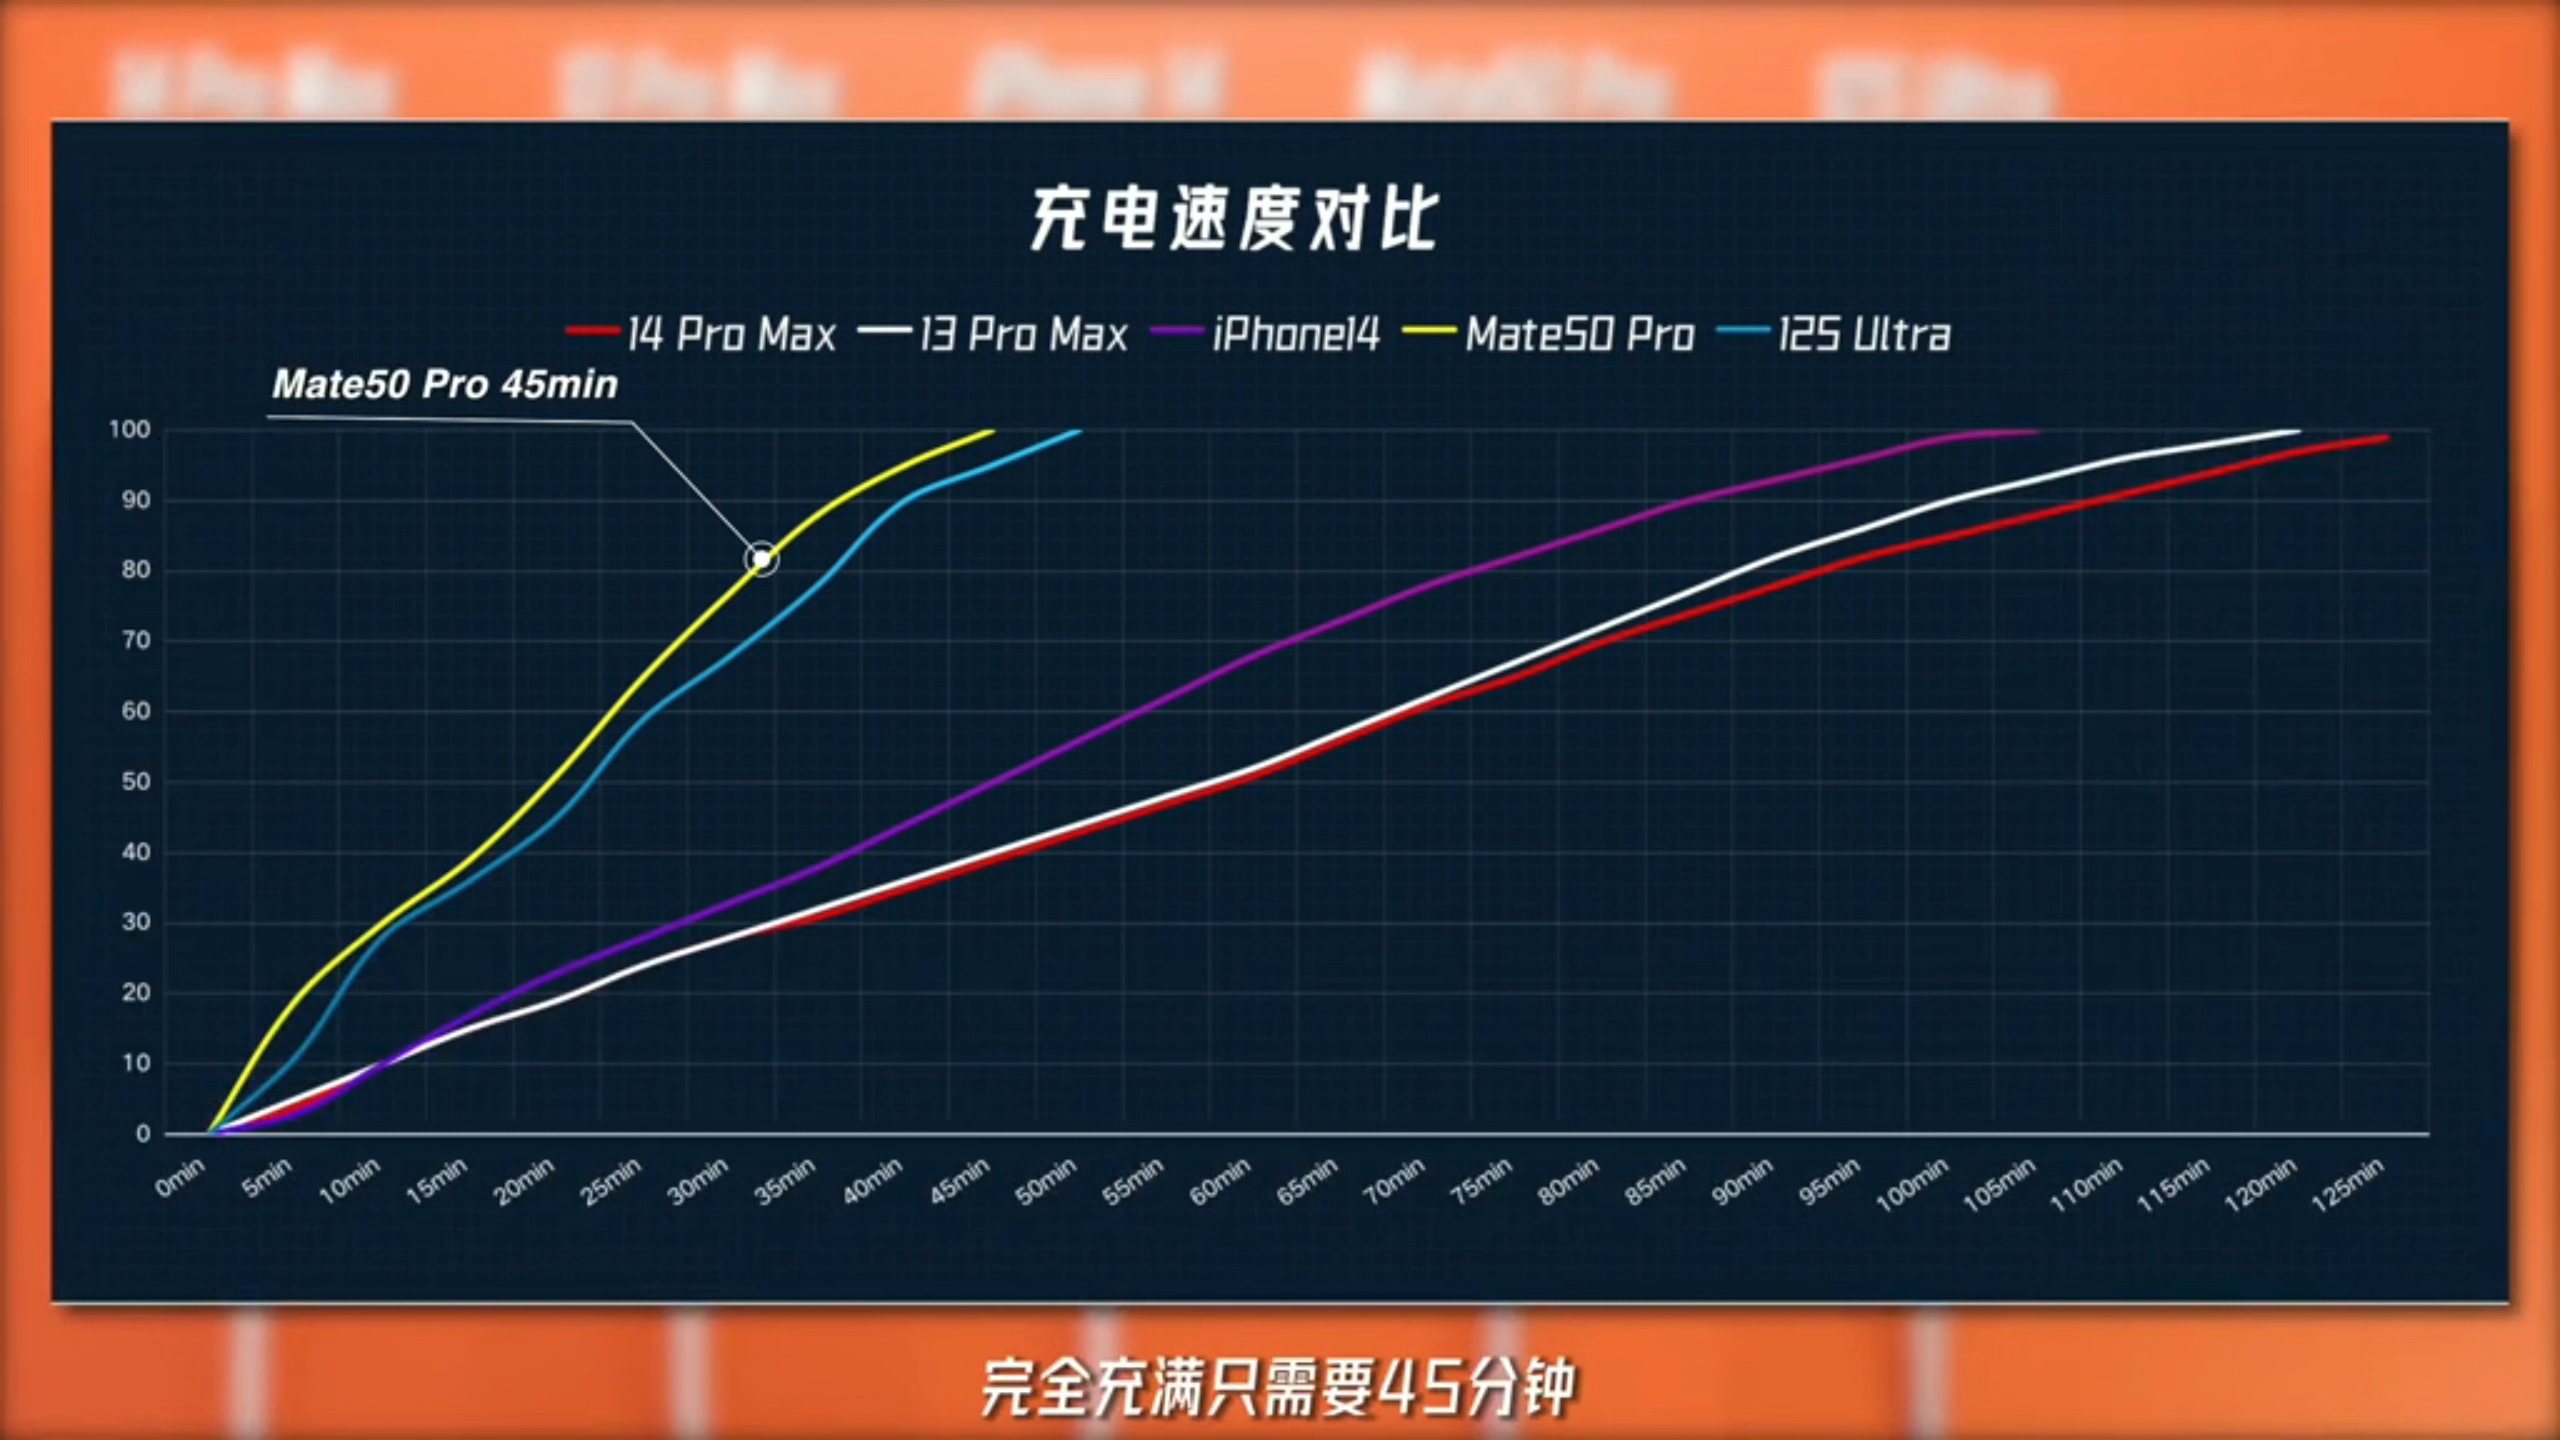 充电速度对比
14 Pro Max 13 Pro Max iPhone14 Mate50 Pro 12S Ultra
Mate50 Pro 45min
100
90
80
70
60
50
40
30
20
10
0
0min 5min 10min 15min 20min 25min 30min 35min 40min 45min 50min 55min 60min 65min 70min 75min 80min 85min 90min 95min 100min 105min 110min 115min 120min 125min
完全充满只需要45分钟